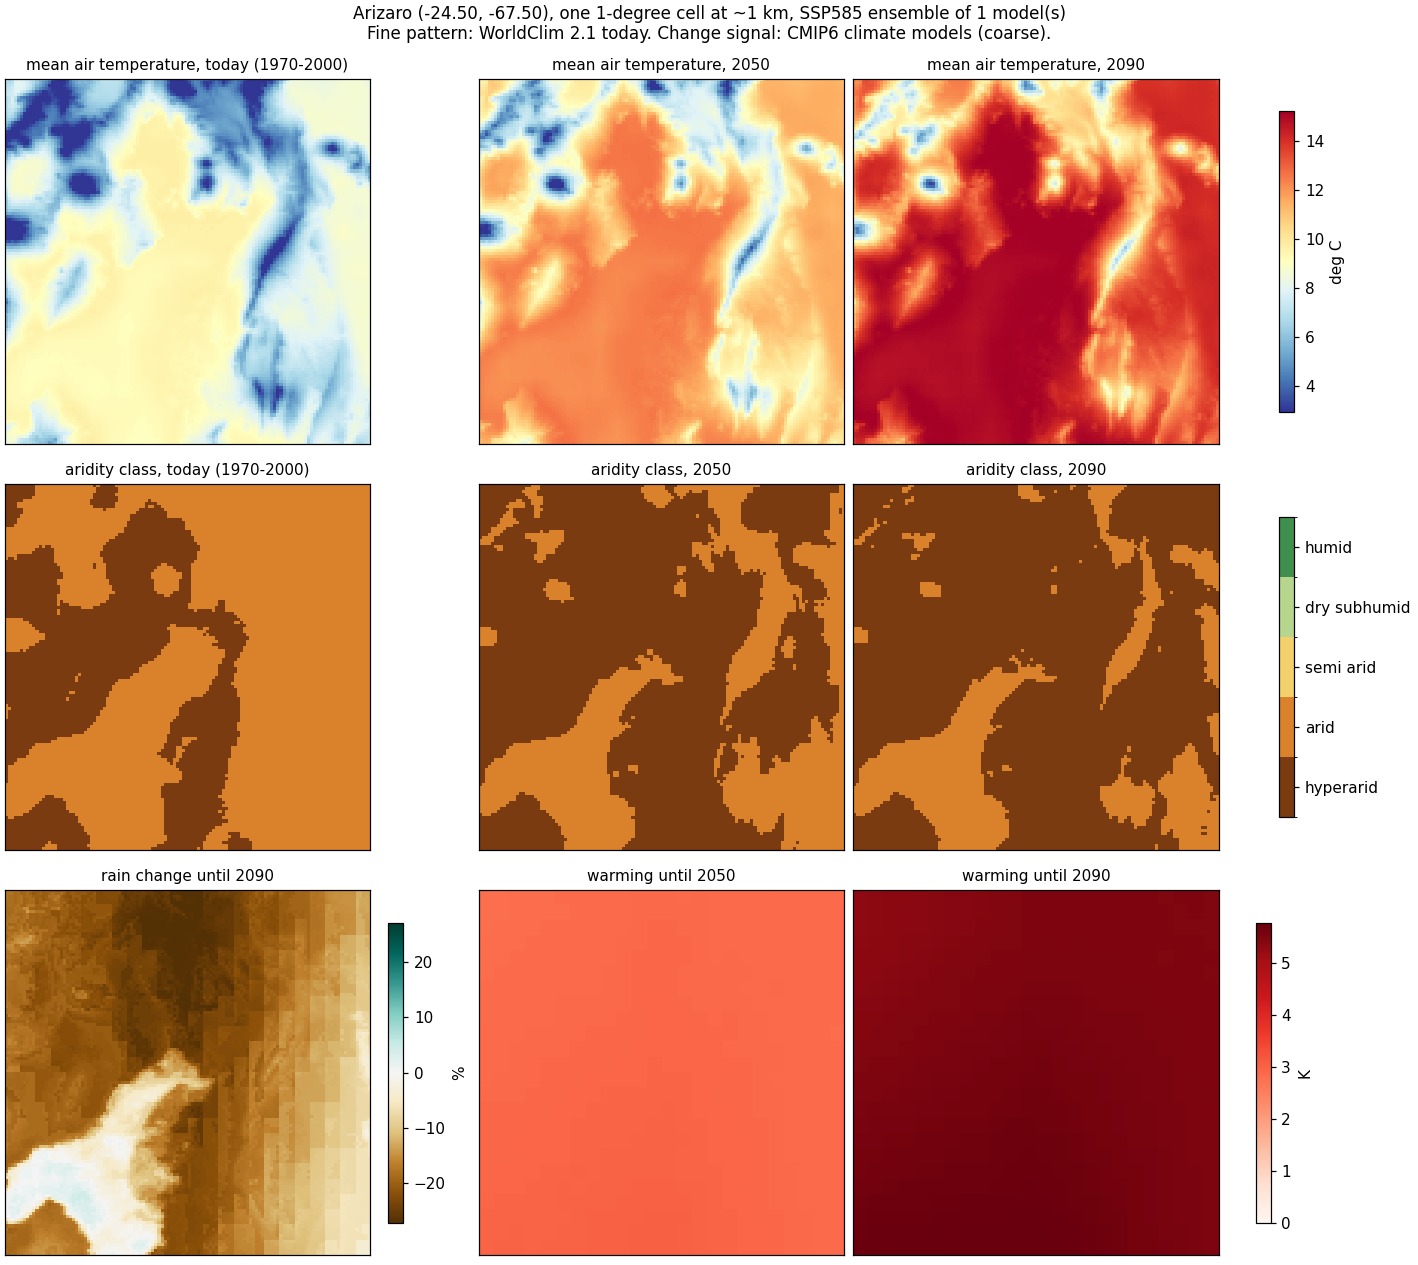 Arizaro (-24.50, -67.50), one 1-degree cell at ~1 km, SSP585 ensemble of 1 model(s)
Fine pattern: WorldClim 2.1 today. Change signal: CMIP6 climate models (coarse).
mean air temperature, today (1970-2000)
mean air temperature, 2050
mean air temperature, 2090
14
12
10
8
6
4
deg C
aridity class, today (1970-2000)
aridity class, 2050
aridity class, 2090
humid
dry subhumid
semi arid
arid
hyperarid
rain change until 2090
20
10
0
−10
−20
%
warming until 2050
warming until 2090
5
4
3
2
1
0
K